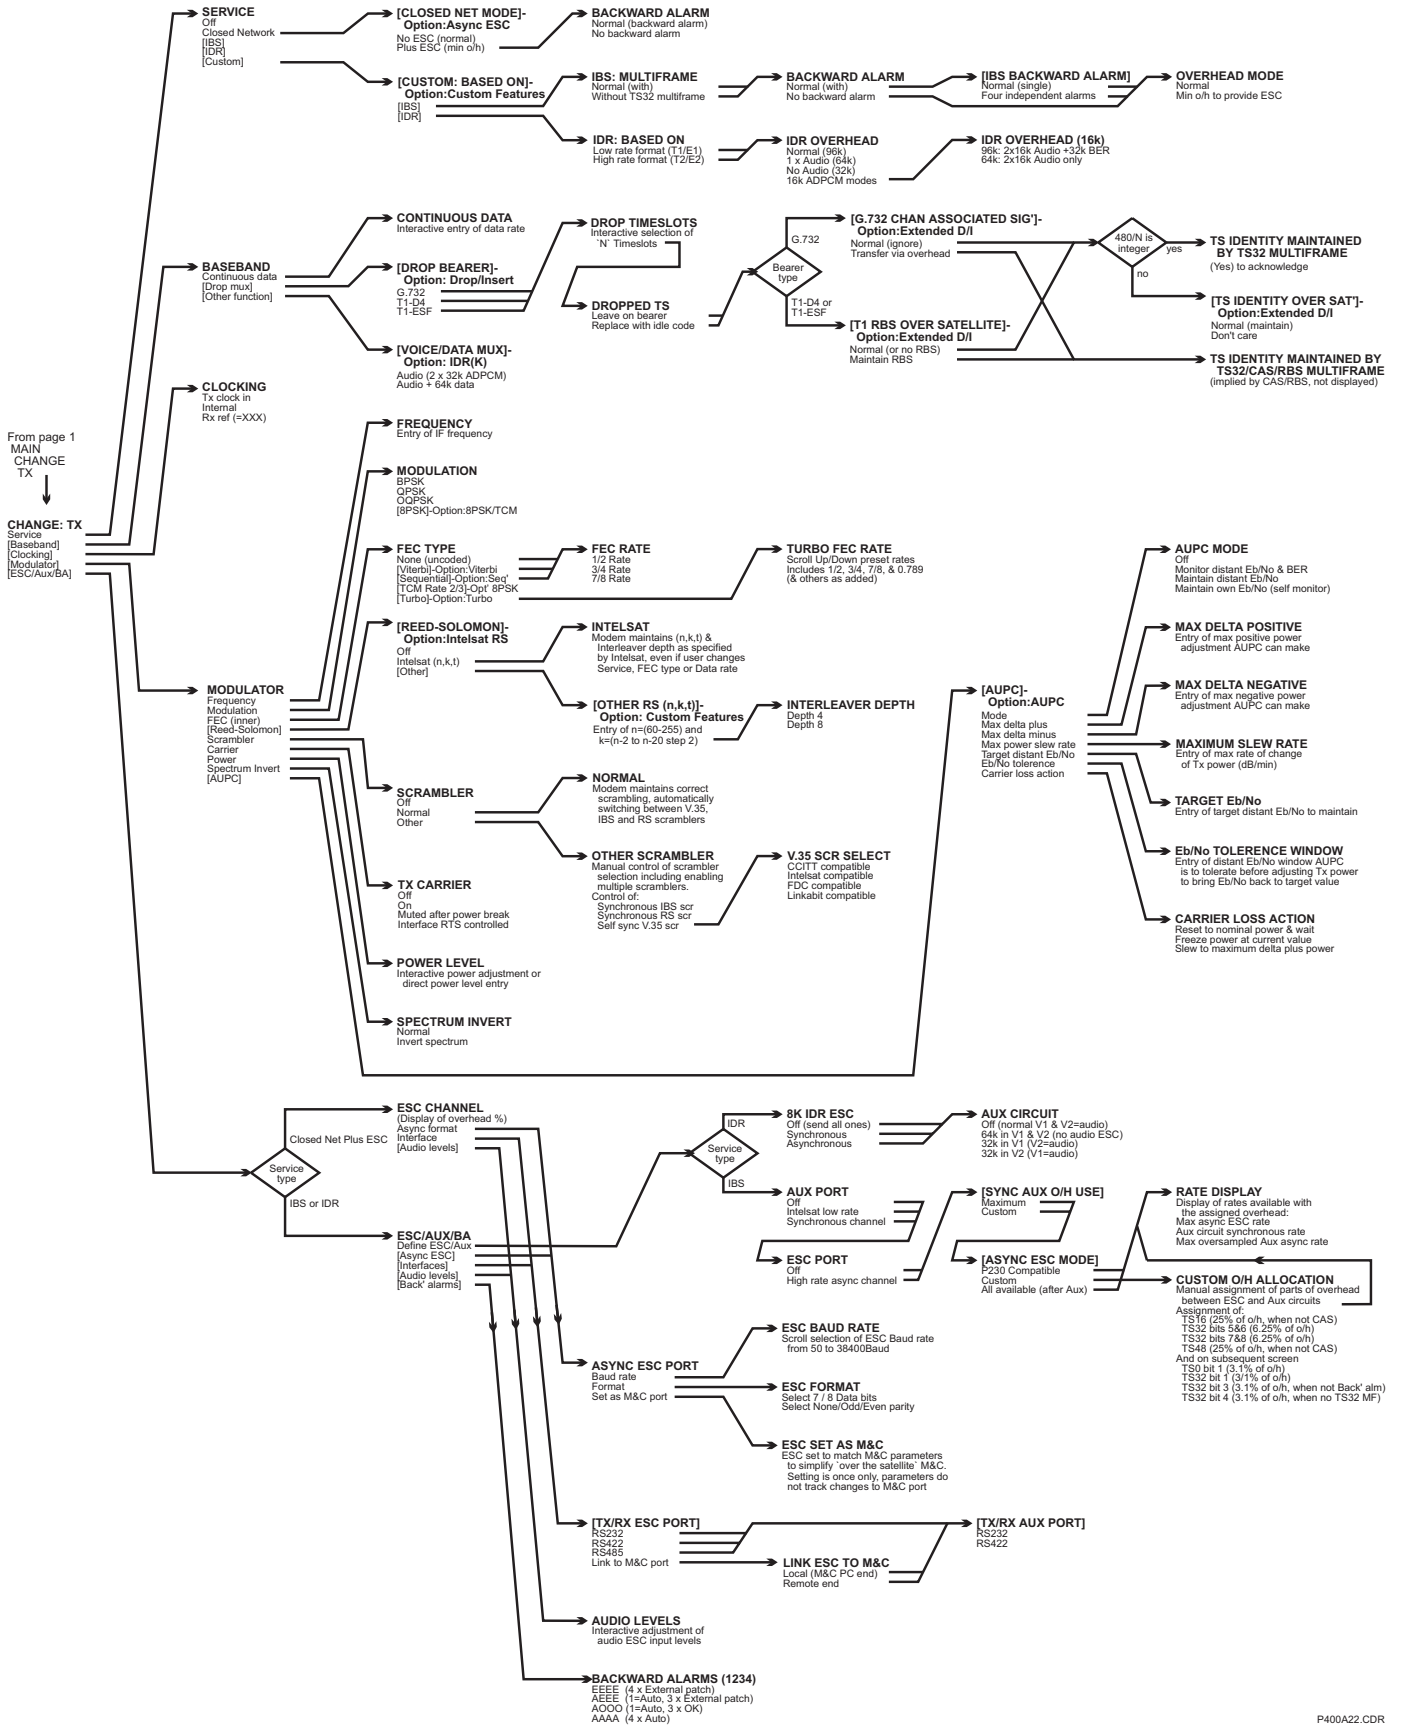 From page 1
MAIN
CHANGE
TX
CHANGE: TX
Service
[Baseband]
[Clocking]
[Modulator]
[ESC/Aux/BA]
SERVICE
Off
Closed Network
[IBS]
[IDR]
[Custom]
[CLOSED NET MODE]-
Option:Async ESC
No ESC (normal)
Plus ESC (min o/h)
BACKWARD ALARM
Normal (backward alarm)
No backward alarm
[CUSTOM: BASED ON]-
Option:Custom Features
[IBS]
[IDR]
IBS: MULTIFRAME
Normal (with)
Without TS32 multiframe
BACKWARD ALARM
Normal (with)
No backward alarm
[IBS BACKWARD ALARM]
Normal (single)
Four independent alarms
OVERHEAD MODE
Normal
Min o/h to provide ESC
IDR: BASED ON
Low rate format (T1/E1)
High rate format (T2/E2)
IDR OVERHEAD
Normal (96k)
1 x Audio (64k)
No Audio (32k)
16k ADPCM modes
IDR OVERHEAD (16k)
96k: 2x16k Audio +32k BER
64k: 2x16k Audio only
BASEBAND
Continuous data
[Drop mux]
[Other function]
CONTINUOUS DATA
Interactive entry of data rate
[DROP BEARER]-
Option: Drop/Insert
G.732
T1-D4
T1-ESF
[VOICE/DATA MUX]-
Option: IDR(K)
Audio (2 x 32k ADPCM)
Audio + 64k data
DROP TIMESLOTS
Interactive selection of
`N` Timeslots
DROPPED TS
Leave on bearer
Replace with idle code
Bearer
type
G.732
T1-D4 or
T1-ESF
[G.732 CHAN ASSOCIATED SIG']-
Option:Extended D/I
Normal (ignore)
Transfer via overhead
[T1 RBS OVER SATELLITE]-
Option:Extended D/I
Normal (or no RBS)
Maintain RBS
480/N is
integer
yes
no
TS IDENTITY MAINTAINED
BY TS32 MULTIFRAME
(Yes) to acknowledge
[TS IDENTITY OVER SAT']-
Option:Extended D/I
Normal (maintain)
Don't care
TS IDENTITY MAINTAINED BY
TS32/CAS/RBS MULTIFRAME
(implied by CAS/RBS, not displayed)
CLOCKING
Tx clock in
Internal
Rx ref (=XXX)
MODULATOR
Frequency
Modulation
FEC (inner)
[Reed-Solomon]
Scrambler
Carrier
Power
Spectrum Invert
[AUPC]
FREQUENCY
Entry of IF frequency
MODULATION
BPSK
QPSK
OQPSK
[8PSK]-Option:8PSK/TCM
FEC TYPE
None (uncoded)
[Viterbi]-Option:Viterbi
[Sequential]-Option:Seq'
[TCM Rate 2/3]-Opt' 8PSK
[Turbo]-Option:Turbo
FEC RATE
1/2 Rate
3/4 Rate
7/8 Rate
TURBO FEC RATE
Scroll Up/Down preset rates
Includes 1/2, 3/4, 7/8, & 0.789
(& others as added)
[REED-SOLOMON]-
Option:Intelsat RS
Off
Intelsat (n,k,t)
[Other]
INTELSAT
Modem maintains (n,k,t) &
Interleaver depth as specified
by Intelsat, even if user changes
Service, FEC type or Data rate
[OTHER RS (n,k,t)]-
Option: Custom Features
Entry of n=(60-255) and
k=(n-2 to n-20 step 2)
INTERLEAVER DEPTH
Depth 4
Depth 8
SCRAMBLER
Off
Normal
Other
NORMAL
Modem maintains correct
scrambling, automatically
switching between V.35,
IBS and RS scramblers
OTHER SCRAMBLER
Manual control of scrambler
selection including enabling
multiple scramblers.
Control of:
Synchronous IBS scr
Synchronous RS scr
Self sync V.35 scr
V.35 SCR SELECT
CCITT compatible
Intelsat compatible
FDC compatible
Linkabit compatible
TX CARRIER
Off
On
Muted after power break
Interface RTS controlled
POWER LEVEL
Interactive power adjustment or
direct power level entry
SPECTRUM INVERT
Normal
Invert spectrum
[AUPC]-
Option:AUPC
Mode
Max delta plus
Max delta minus
Max power slew rate
Target distant Eb/No
Eb/No tolerence
Carrier loss action
AUPC MODE
Off
Monitor distant Eb/No & BER
Maintain distant Eb/No
Maintain own Eb/No (self monitor)
MAX DELTA POSITIVE
Entry of max positive power
adjustment AUPC can make
MAX DELTA NEGATIVE
Entry of max negative power
adjustment AUPC can make
MAXIMUM SLEW RATE
Entry of max rate of change
of Tx power (dB/min)
TARGET Eb/No
Entry of target distant Eb/No to maintain
Eb/No TOLERENCE WINDOW
Entry of distant Eb/No window AUPC
is to tolerate before adjusting Tx power
to bring Eb/No back to target value
CARRIER LOSS ACTION
Reset to nominal power & wait
Freeze power at current value
Slew to maximum delta plus power
Service
type
Closed Net Plus ESC
IBS or IDR
ESC CHANNEL
(Display of overhead %)
Async format
Interface
[Audio levels]
ESC/AUX/BA
Define ESC/Aux
[Async ESC]
[Interfaces]
[Audio levels]
[Back' alarms]
Service
type
IDR
IBS
8K IDR ESC
Off (send all ones)
Synchronous
Asynchronous
AUX CIRCUIT
Off (normal V1 & V2=audio)
64k in V1 & V2 (no audio ESC)
32k in V1 (V2=audio)
32k in V2 (V1=audio)
AUX PORT
Off
Intelsat low rate
Synchronous channel
ESC PORT
Off
High rate async channel
[SYNC AUX O/H USE]
Maximum
Custom
[ASYNC ESC MODE]
P230 Compatible
Custom
All available (after Aux)
RATE DISPLAY
Display of rates available with
the assigned overhead:
Max async ESC rate
Aux circuit synchronous rate
Max oversampled Aux async rate
CUSTOM O/H ALLOCATION
Manual assignment of parts of overhead
between ESC and Aux circuits
Assignment of:
TS16 (25% of o/h, when not CAS)
TS32 bits 5&6 (6.25% of o/h)
TS32 bits 7&8 (6.25% of o/h)
TS48 (25% of o/h, when not CAS)
And on subsequent screen
TS0 bit 1 (3.1% of o/h)
TS32 bit 1 (3/1% of o/h)
TS32 bit 3 (3.1% of o/h, when not Back' alm)
TS32 bit 4 (3.1% of o/h, when no TS32 MF)
ASYNC ESC PORT
Baud rate
Format
Set as M&C port
ESC BAUD RATE
Scroll selection of ESC Baud rate
from 50 to 38400Baud
ESC FORMAT
Select 7 / 8 Data bits
Select None/Odd/Even parity
ESC SET AS M&C
ESC set to match M&C parameters
to simplify `over the satellite` M&C.
Setting is once only, parameters do
not track changes to M&C port
[TX/RX ESC PORT]
RS232
RS422
RS485
Link to M&C port
LINK ESC TO M&C
Local (M&C PC end)
Remote end
[TX/RX AUX PORT]
RS232
RS422
AUDIO LEVELS
Interactive adjustment of
audio ESC input levels
BACKWARD ALARMS (1234)
EEEE (4 x External patch)
AEEE (1=Auto, 3 x External patch)
AOOO (1=Auto, 3 x OK)
AAAA (4 x Auto)
P400A22.CDR